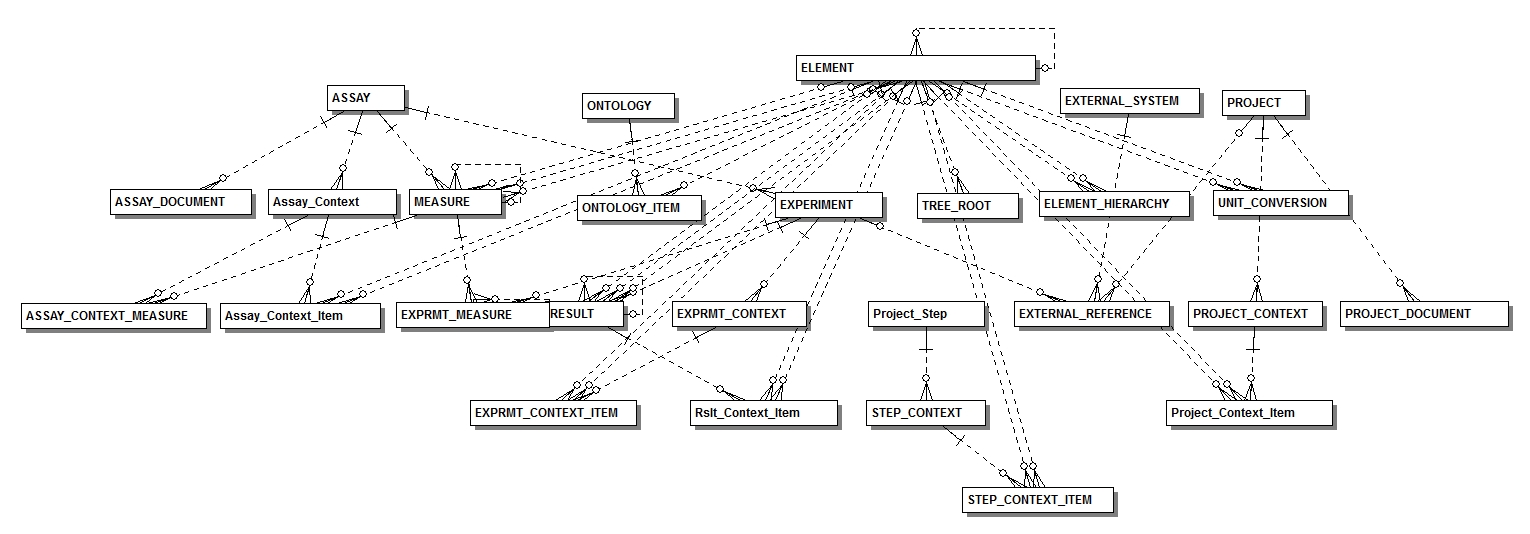 ELEMENT
ASSAY
ONTOLOGY
EXTERNAL_SYSTEM
PROJECT
ASSAY_DOCUMENT
Assay_Context
MEASURE
ONTOLOGY_ITEM
EXPERIMENT
TREE_ROOT
ELEMENT_HIERARCHY
UNIT_CONVERSION
ASSAY_CONTEXT_MEASURE
Assay_Context_Item
EXPRMT_MEASURE
RESULT
EXPRMT_CONTEXT
Project_Step
EXTERNAL_REFERENCE
PROJECT_CONTEXT
PROJECT_DOCUMENT
EXPRMT_CONTEXT_ITEM
Rslt_Context_Item
STEP_CONTEXT
Project_Context_Item
STEP_CONTEXT_ITEM